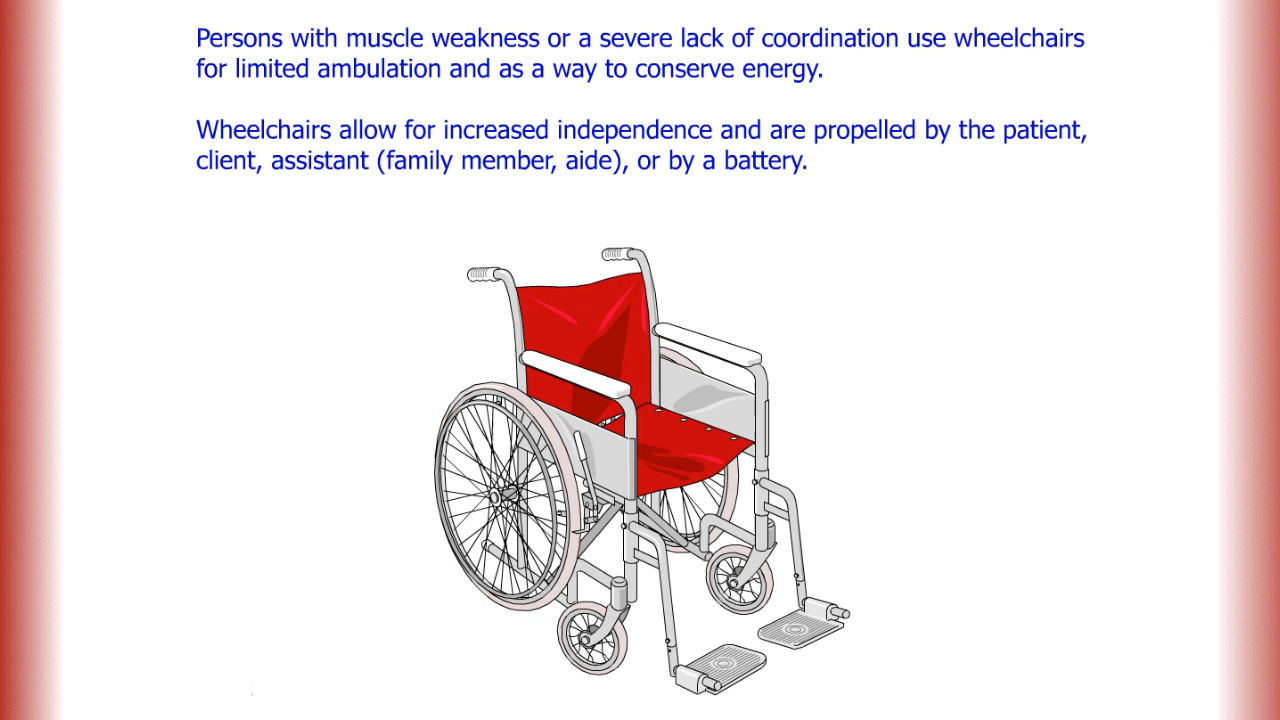 Persons with muscle weakness or a severe lack of coordination use wheelchairs
for limited ambulation and as a way to conserve energy.
Wheelchairs allow for increased independence and are propelled by the patient,
client, assistant (family member, aide), or by a battery.